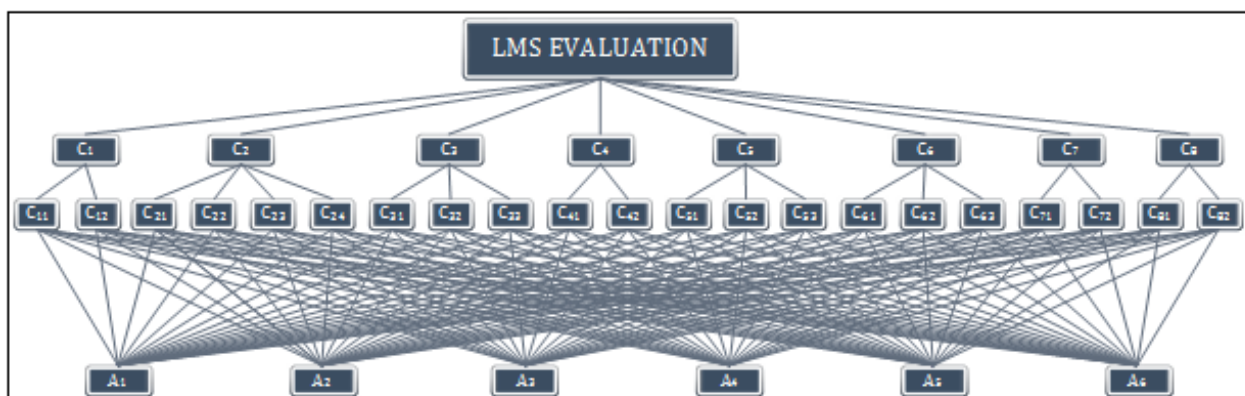 LMS EVALUATION
C₁ C₂ C₃ C₄ C₅ C₆ C₇ C₈
C₁₁ C₁₂ C₂₁ C₂₂ C₂₃ C₂₄ C₃₁ C₃₂ C₃₃ C₄₁ C₄₂ C₅₁ C₅₂ C₅₃ C₆₁ C₆₂ C₆₃ C₇₁ C₇₂ C₈₁ C₈₂
A₁ A₂ A₃ A₄ A₅ A₆